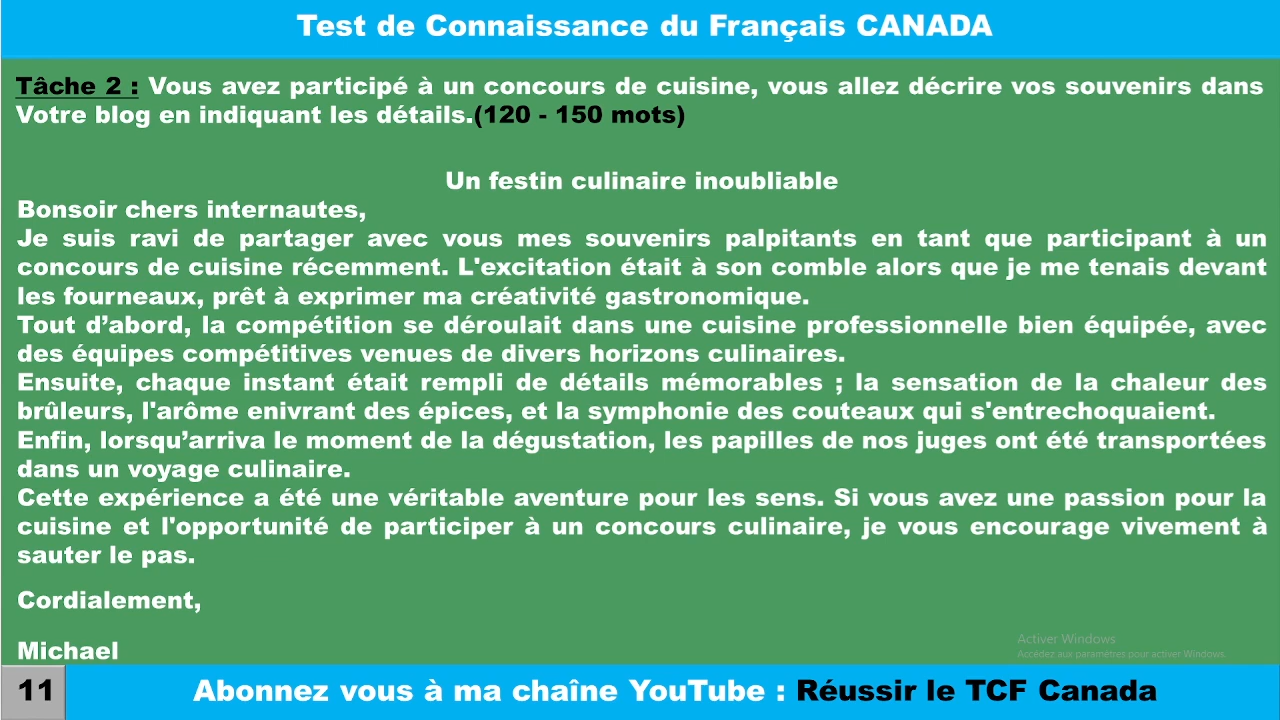 Test de Connaissance du Français CANADA
Tâche 2 : Vous avez participé à un concours de cuisine, vous allez décrire vos souvenirs dans
Votre blog en indiquant les détails.(120 - 150 mots)
Un festin culinaire inoubliable
Bonsoir chers internautes,
Je suis ravi de partager avec vous mes souvenirs palpitants en tant que participant à un
concours de cuisine récemment. L'excitation était à son comble alors que je me tenais devant
les fourneaux, prêt à exprimer ma créativité gastronomique.
Tout d’abord, la compétition se déroulait dans une cuisine professionnelle bien équipée, avec
des équipes compétitives venues de divers horizons culinaires.
Ensuite, chaque instant était rempli de détails mémorables ; la sensation de la chaleur des
brûleurs, l'arôme enivrant des épices, et la symphonie des couteaux qui s'entrechoquaient.
Enfin, lorsqu’arriva le moment de la dégustation, les papilles de nos juges ont été transportées
dans un voyage culinaire.
Cette expérience a été une véritable aventure pour les sens. Si vous avez une passion pour la
cuisine et l'opportunité de participer à un concours culinaire, je vous encourage vivement à
sauter le pas.
Cordialement,
Michael
Activer Windows
Accédez aux paramètres pour activer Windows.
11 Abonnez vous à ma chaîne YouTube : Réussir le TCF Canada